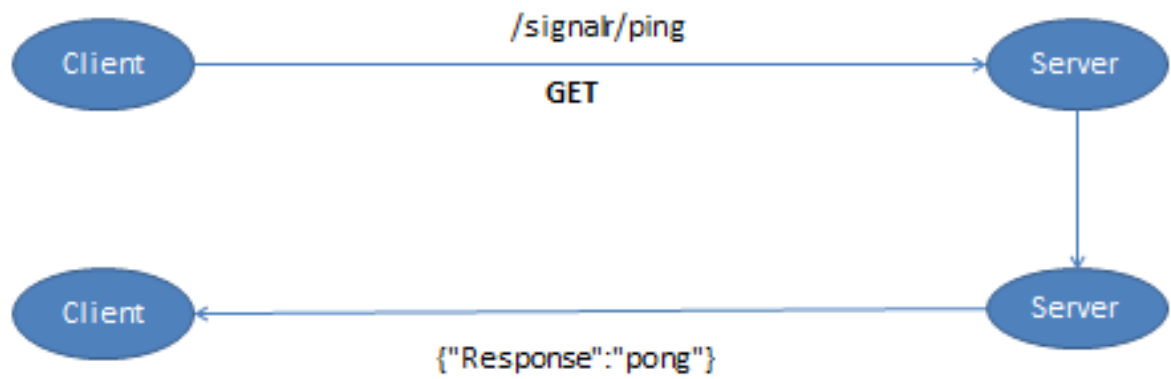 /signalr/ping
Client
Server
GET
Client
Server
{"Response":"pong"}